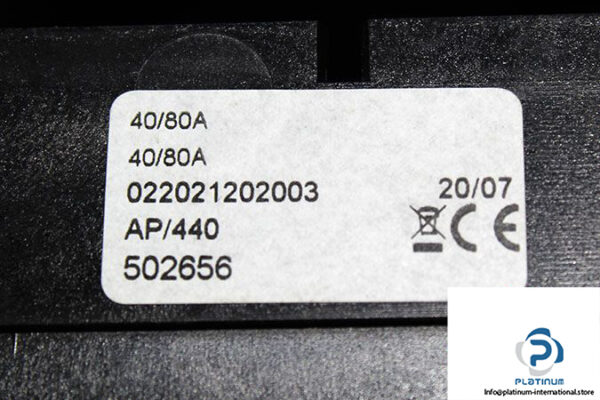 40/80A
40/80A
022021202003
20/07
AP/440
502656
PLATINUM
Info@platinum-international.store